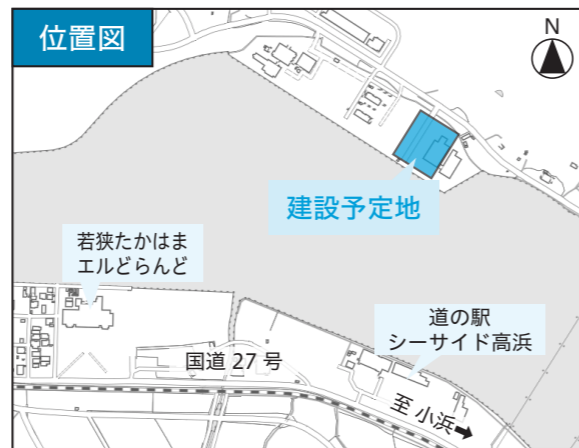 位置図
N
建設予定地
若狭たかはま
エルどらんど
道の駅
シーサイド高浜
国道 27 号
至 小浜